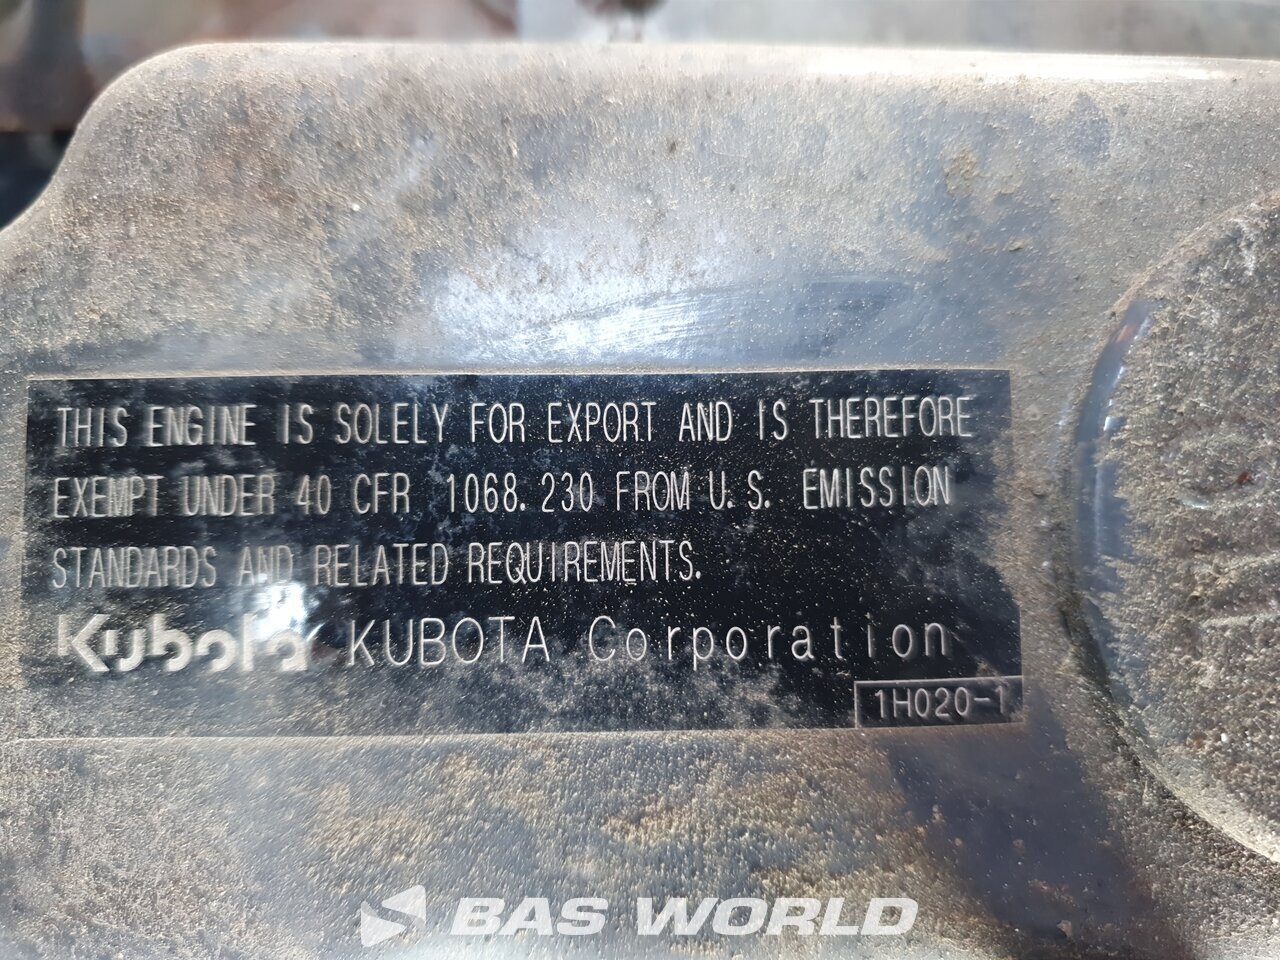 THIS ENGINE IS SOLELY FOR EXPORT AND IS THEREFORE
EXEMPT UNDER 40 CFR 1068.230 FROM U.S. EMISSION
STANDARDS AND RELATED REQUIREMENTS.
Kubota KUBOTA Corporation
1H020-1
BAS WORLD